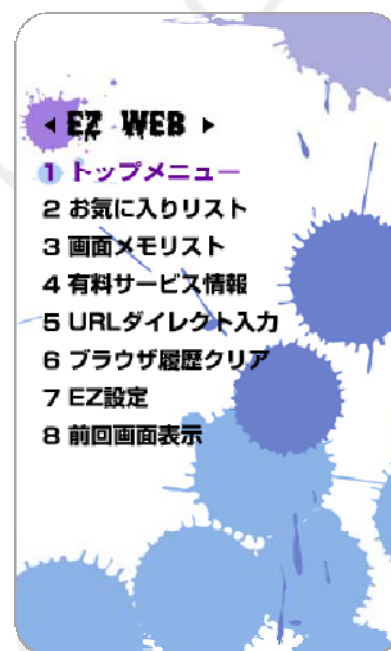 ◂ EZ WEB ▸
1 トップメニュー
2 お気に入りリスト
3 画面メモリスト
4 有料サービス情報
5 URLダイレクト入力
6 ブラウザ履歴クリア
7 EZ設定
8 前回画面表示